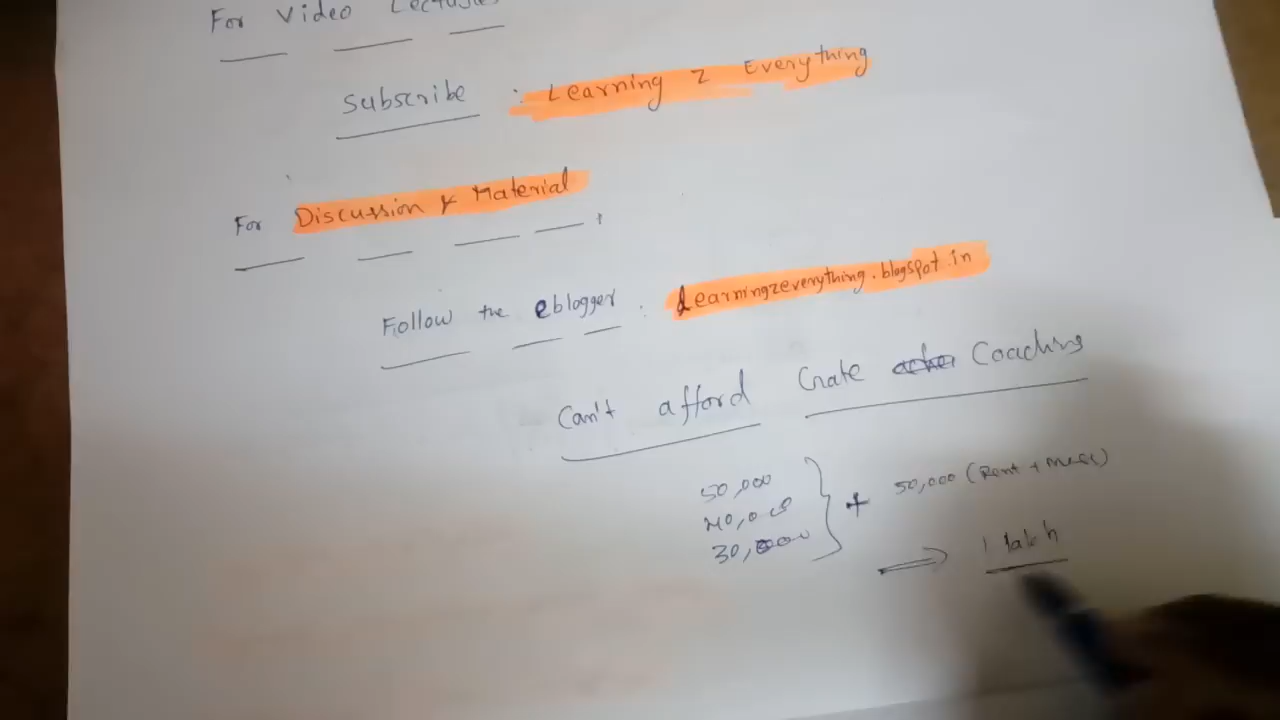 For Video Lectures
Subscribe : Learning 2 Everything
For Discussion & Material :
Follow the eblogger : Learning2everything.blogspot.in
Can't afford Gate Coaching
50,000
40,000
30,000
} + 50,000 (Rent + Mess)
⇒ 1 lakh